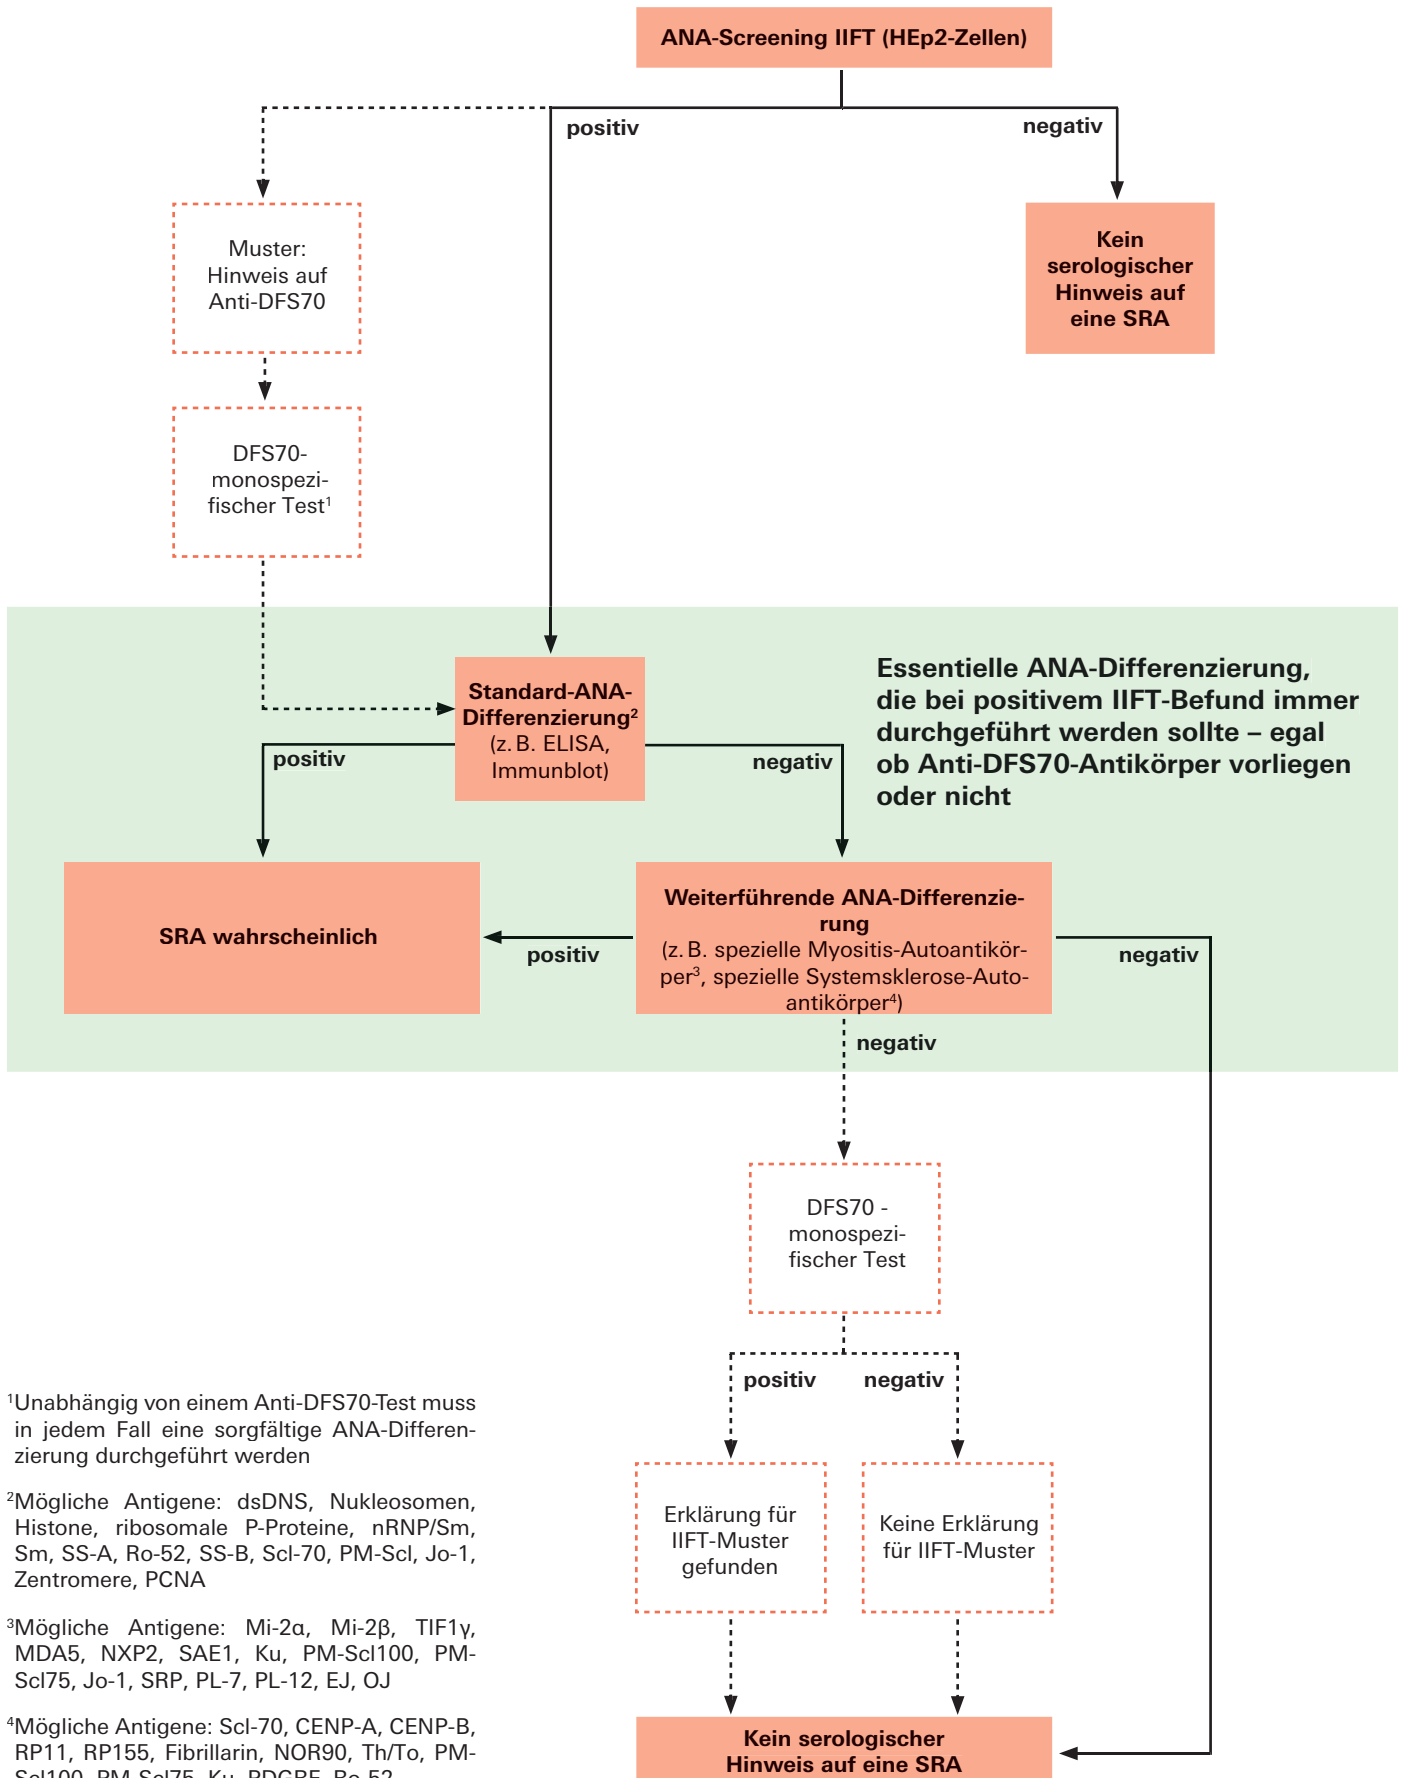 ANA-Screening IIFT (HEp2-Zellen)
positiv
negativ
Muster:
Hinweis auf
Anti-DFS70
Kein
serologischer
Hinweis auf
eine SRA
DFS70-
monospezi-
fischer Test¹
Standard-ANA-
Differenzierung²
(z. B. ELISA,
Immunblot)
Essentielle ANA-Differenzierung,
die bei positivem IIFT-Befund immer
durchgeführt werden sollte – egal
ob Anti-DFS70-Antikörper vorliegen
oder nicht
positiv
negativ
SRA wahrscheinlich
Weiterführende ANA-Differenzie-
rung
(z. B. spezielle Myositis-Autoantikör-
per³, spezielle Systemsklerose-Auto-
antikörper⁴)
positiv
negativ
negativ
DFS70 -
monospezi-
fischer Test
positiv
negativ
Erklärung für
IIFT-Muster
gefunden
Keine Erklärung
für IIFT-Muster
Kein serologischer
Hinweis auf eine SRA
¹Unabhängig von einem Anti-DFS70-Test muss
in jedem Fall eine sorgfältige ANA-Differen-
zierung durchgeführt werden
²Mögliche Antigene: dsDNS, Nukleosomen,
Histone, ribosomale P-Proteine, nRNP/Sm,
Sm, SS-A, Ro-52, SS-B, Scl-70, PM-Scl, Jo-1,
Zentromere, PCNA
³Mögliche Antigene: Mi-2α, Mi-2β, TIF1γ,
MDA5, NXP2, SAE1, Ku, PM-Scl100, PM-
Scl75, Jo-1, SRP, PL-7, PL-12, EJ, OJ
⁴Mögliche Antigene: Scl-70, CENP-A, CENP-B,
RP11, RP155, Fibrillarin, NOR90, Th/To, PM-
Scl100, PM-Scl75, Ku, PDGRF, Ro-52